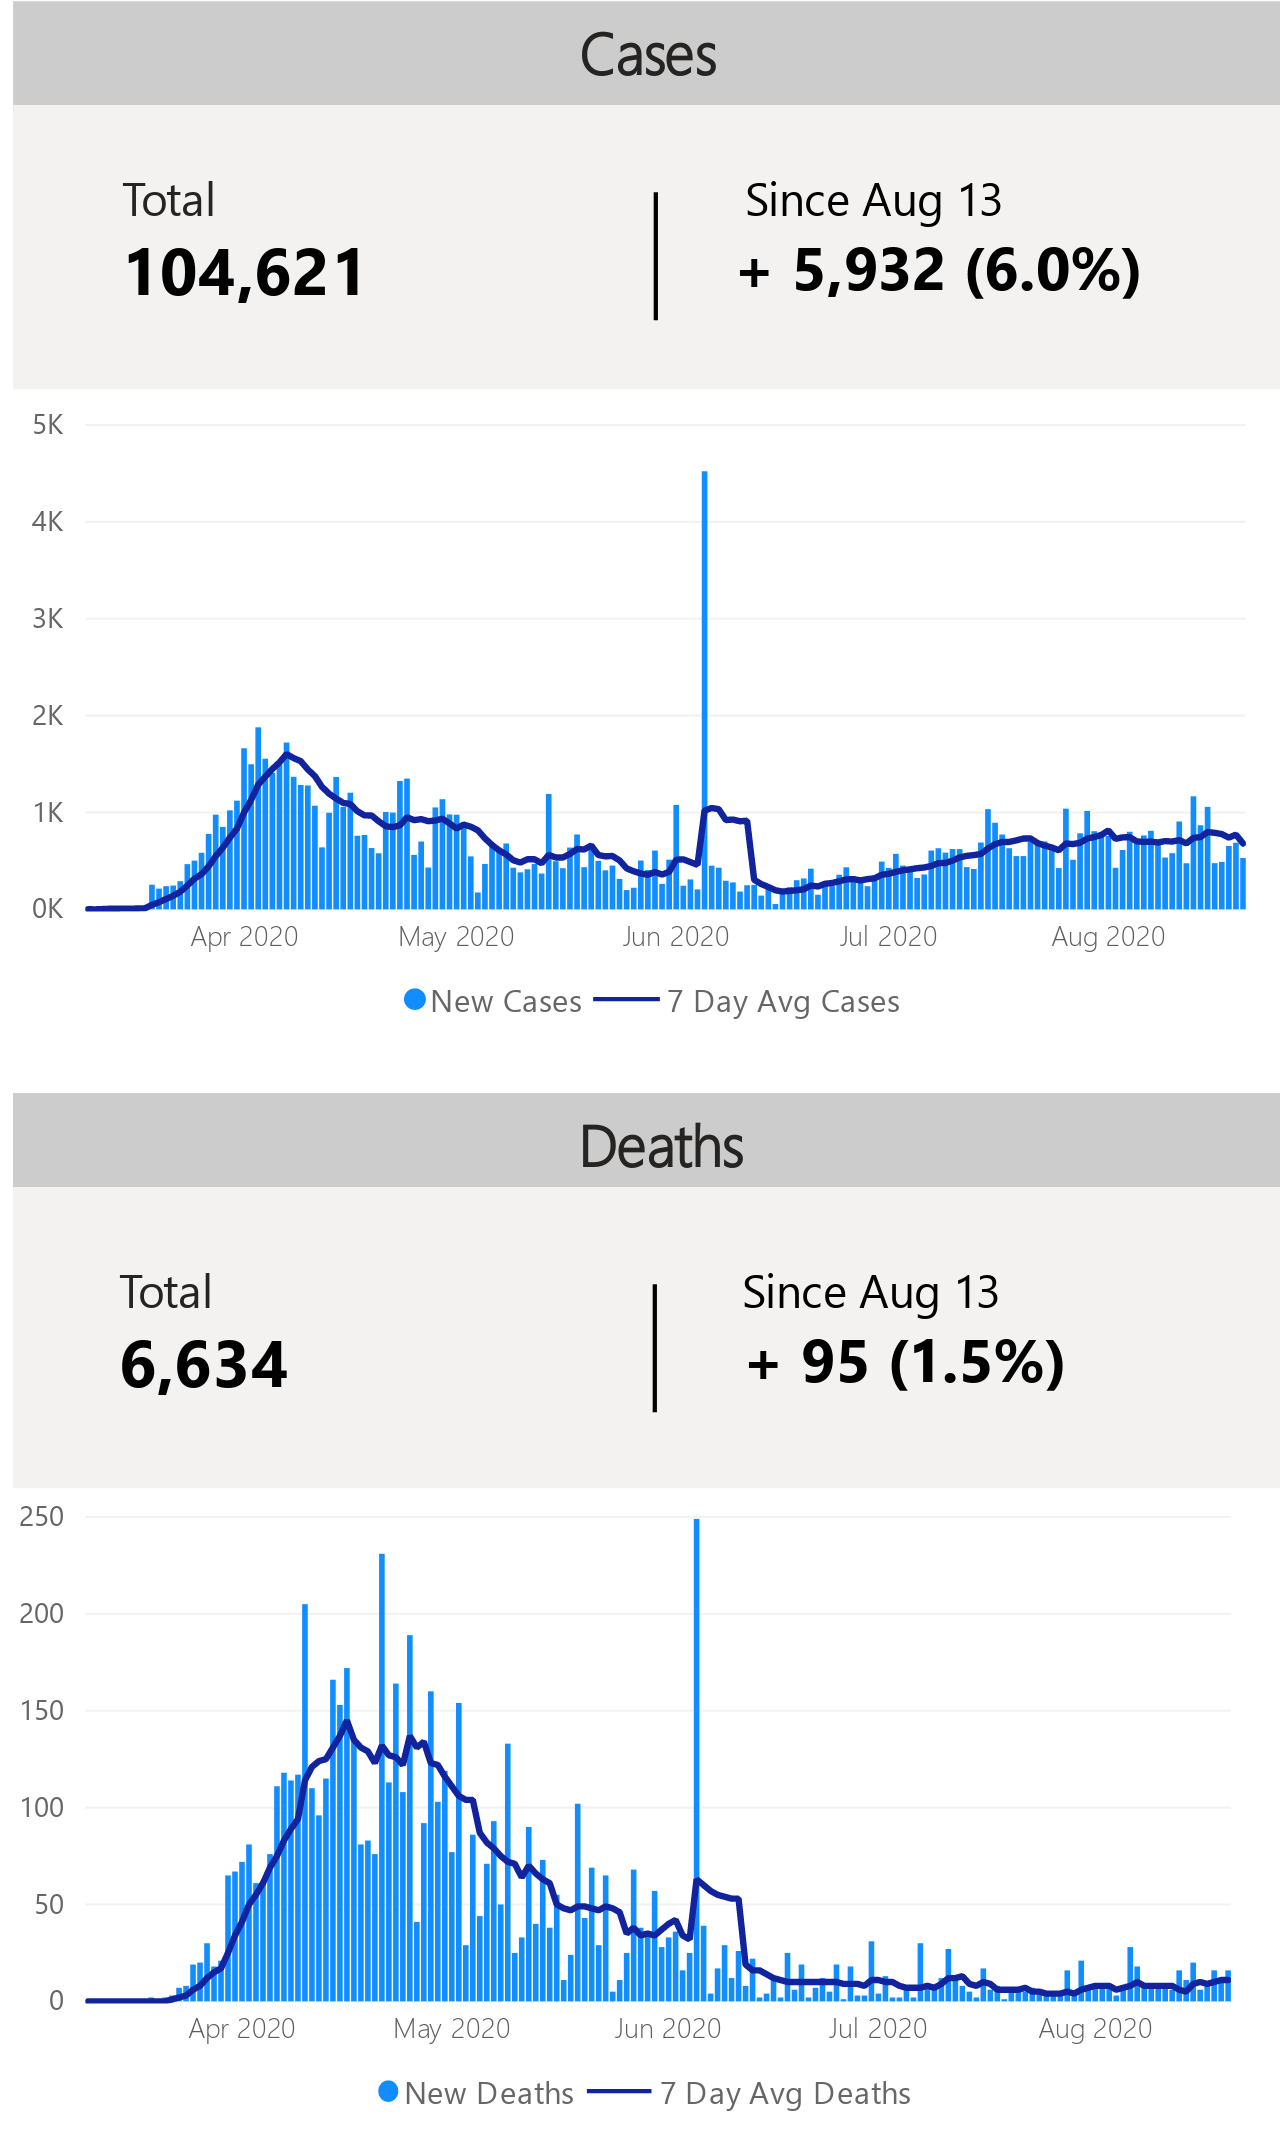 Cases
Total
Since Aug 13
104,621
+ 5,932 (6.0%)
5K
4K
3K
2K
1K
0K
Apr 2020
May 2020
Jun 2020
Jul 2020
Aug 2020
New Cases
7 Day Avg Cases
Deaths
Total
Since Aug 13
6,634
+ 95 (1.5%)
250
200
150
100
50
0
Apr 2020
May 2020
Jun 2020
Jul 2020
Aug 2020
New Deaths
7 Day Avg Deaths